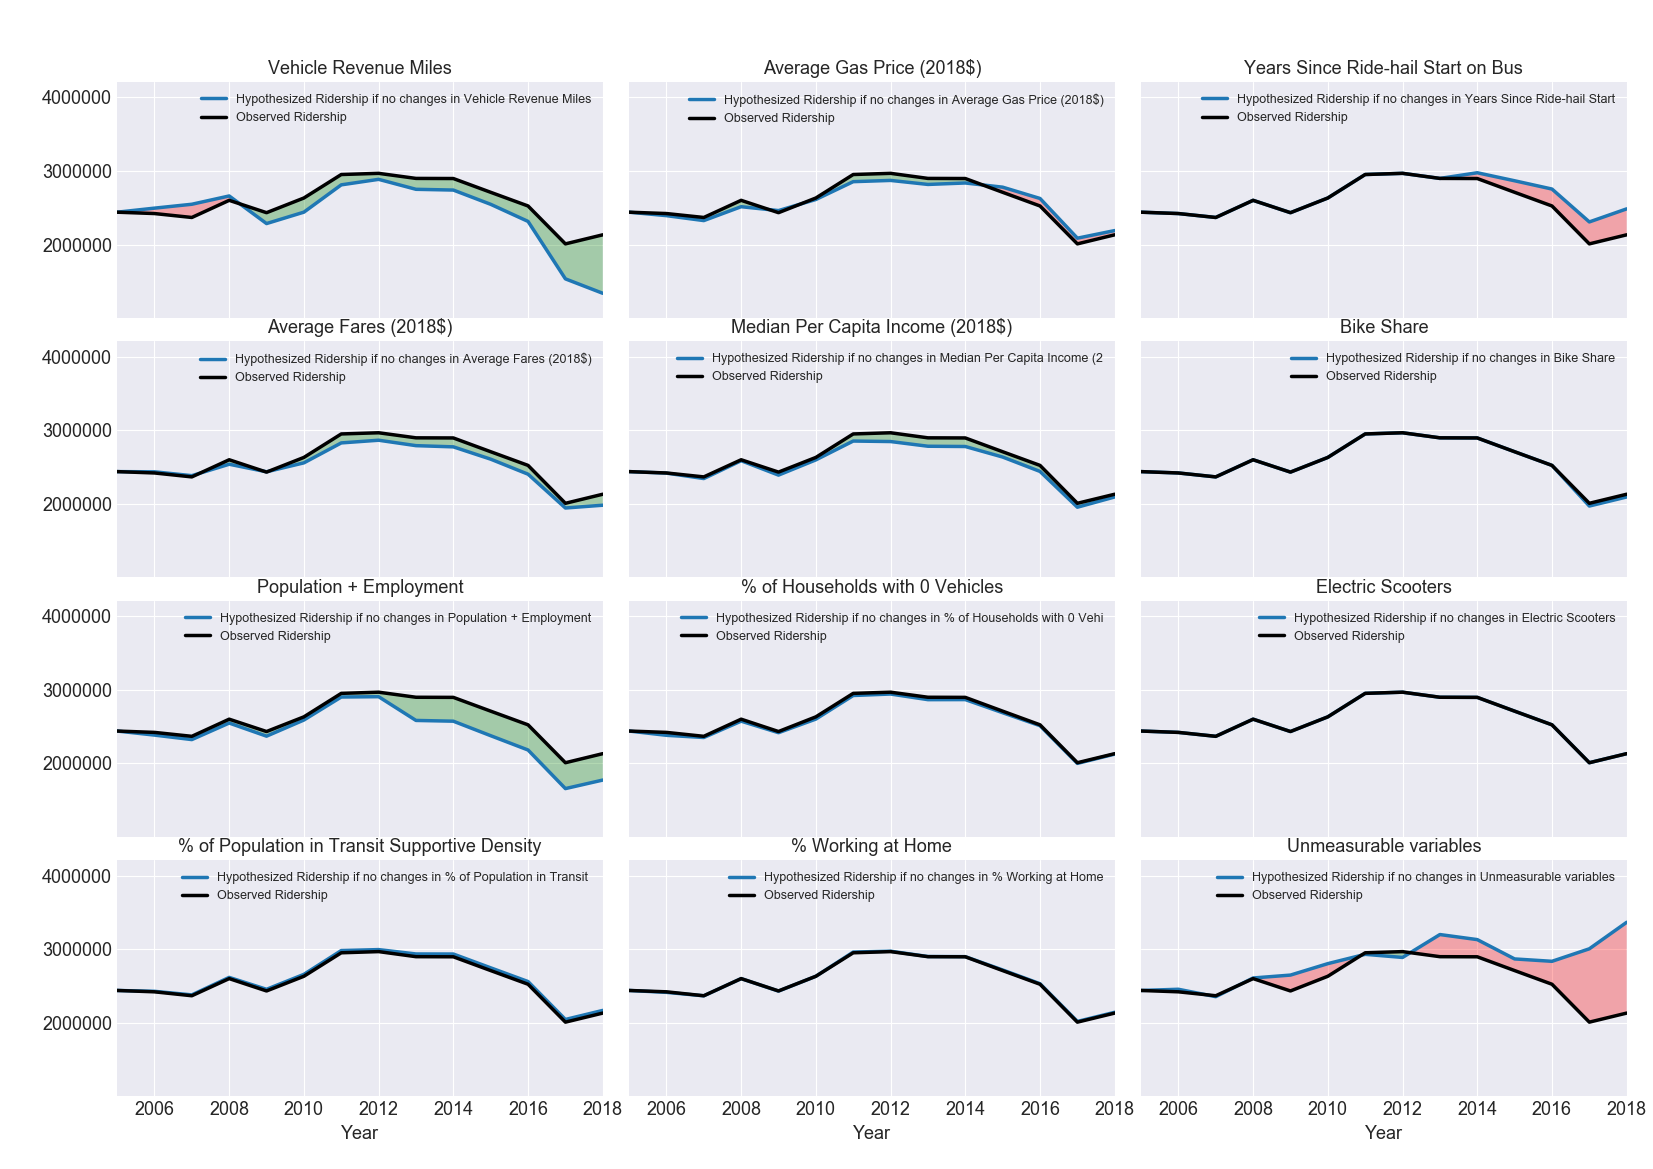 Vehicle Revenue Miles
Hypothesized Ridership if no changes in Vehicle Revenue Miles
Observed Ridership
4000000
3000000
2000000
Average Gas Price (2018$)
Hypothesized Ridership if no changes in Average Gas Price (2018$)
Observed Ridership
Years Since Ride-hail Start on Bus
Hypothesized Ridership if no changes in Years Since Ride-hail Start
Observed Ridership
Average Fares (2018$)
Hypothesized Ridership if no changes in Average Fares (2018$)
Observed Ridership
4000000
3000000
2000000
Median Per Capita Income (2018$)
Hypothesized Ridership if no changes in Median Per Capita Income (2
Observed Ridership
Bike Share
Hypothesized Ridership if no changes in Bike Share
Observed Ridership
Population + Employment
Hypothesized Ridership if no changes in Population + Employment
Observed Ridership
4000000
3000000
2000000
% of Households with 0 Vehicles
Hypothesized Ridership if no changes in % of Households with 0 Vehi
Observed Ridership
Electric Scooters
Hypothesized Ridership if no changes in Electric Scooters
Observed Ridership
% of Population in Transit Supportive Density
Hypothesized Ridership if no changes in % of Population in Transit
Observed Ridership
4000000
3000000
2000000
2006 2008 2010 2012 2014 2016 2018
Year
% Working at Home
Hypothesized Ridership if no changes in % Working at Home
Observed Ridership
2006 2008 2010 2012 2014 2016 2018
Year
Unmeasurable variables
Hypothesized Ridership if no changes in Unmeasurable variables
Observed Ridership
2006 2008 2010 2012 2014 2016 2018
Year